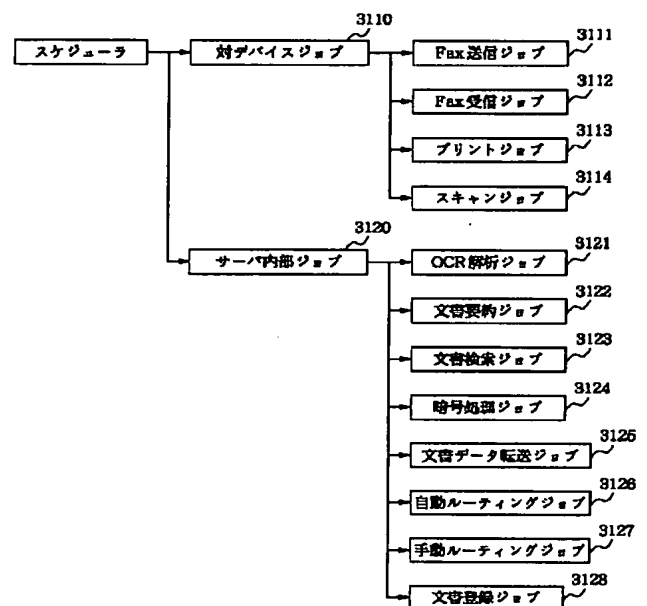 3110
3111
スケジューラ
対デバイスジョブ
Fax送信ジョブ
3112
Fax受信ジョブ
3113
プリントジョブ
3114
スキャンジョブ
3120
3121
サーバ内部ジョブ
OCR解析ジョブ
3122
文書要約ジョブ
3123
文書検索ジョブ
3124
暗号処理ジョブ
3125
文書データ転送ジョブ
3126
自動ルーティングジョブ
3127
手動ルーティングジョブ
3128
文書登録ジョブ